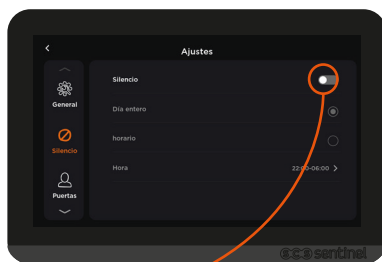 Ajustes
General
Silencio
Puertas
Silencio
Día entero
horario
Hora
22:00-06:00
sentinel